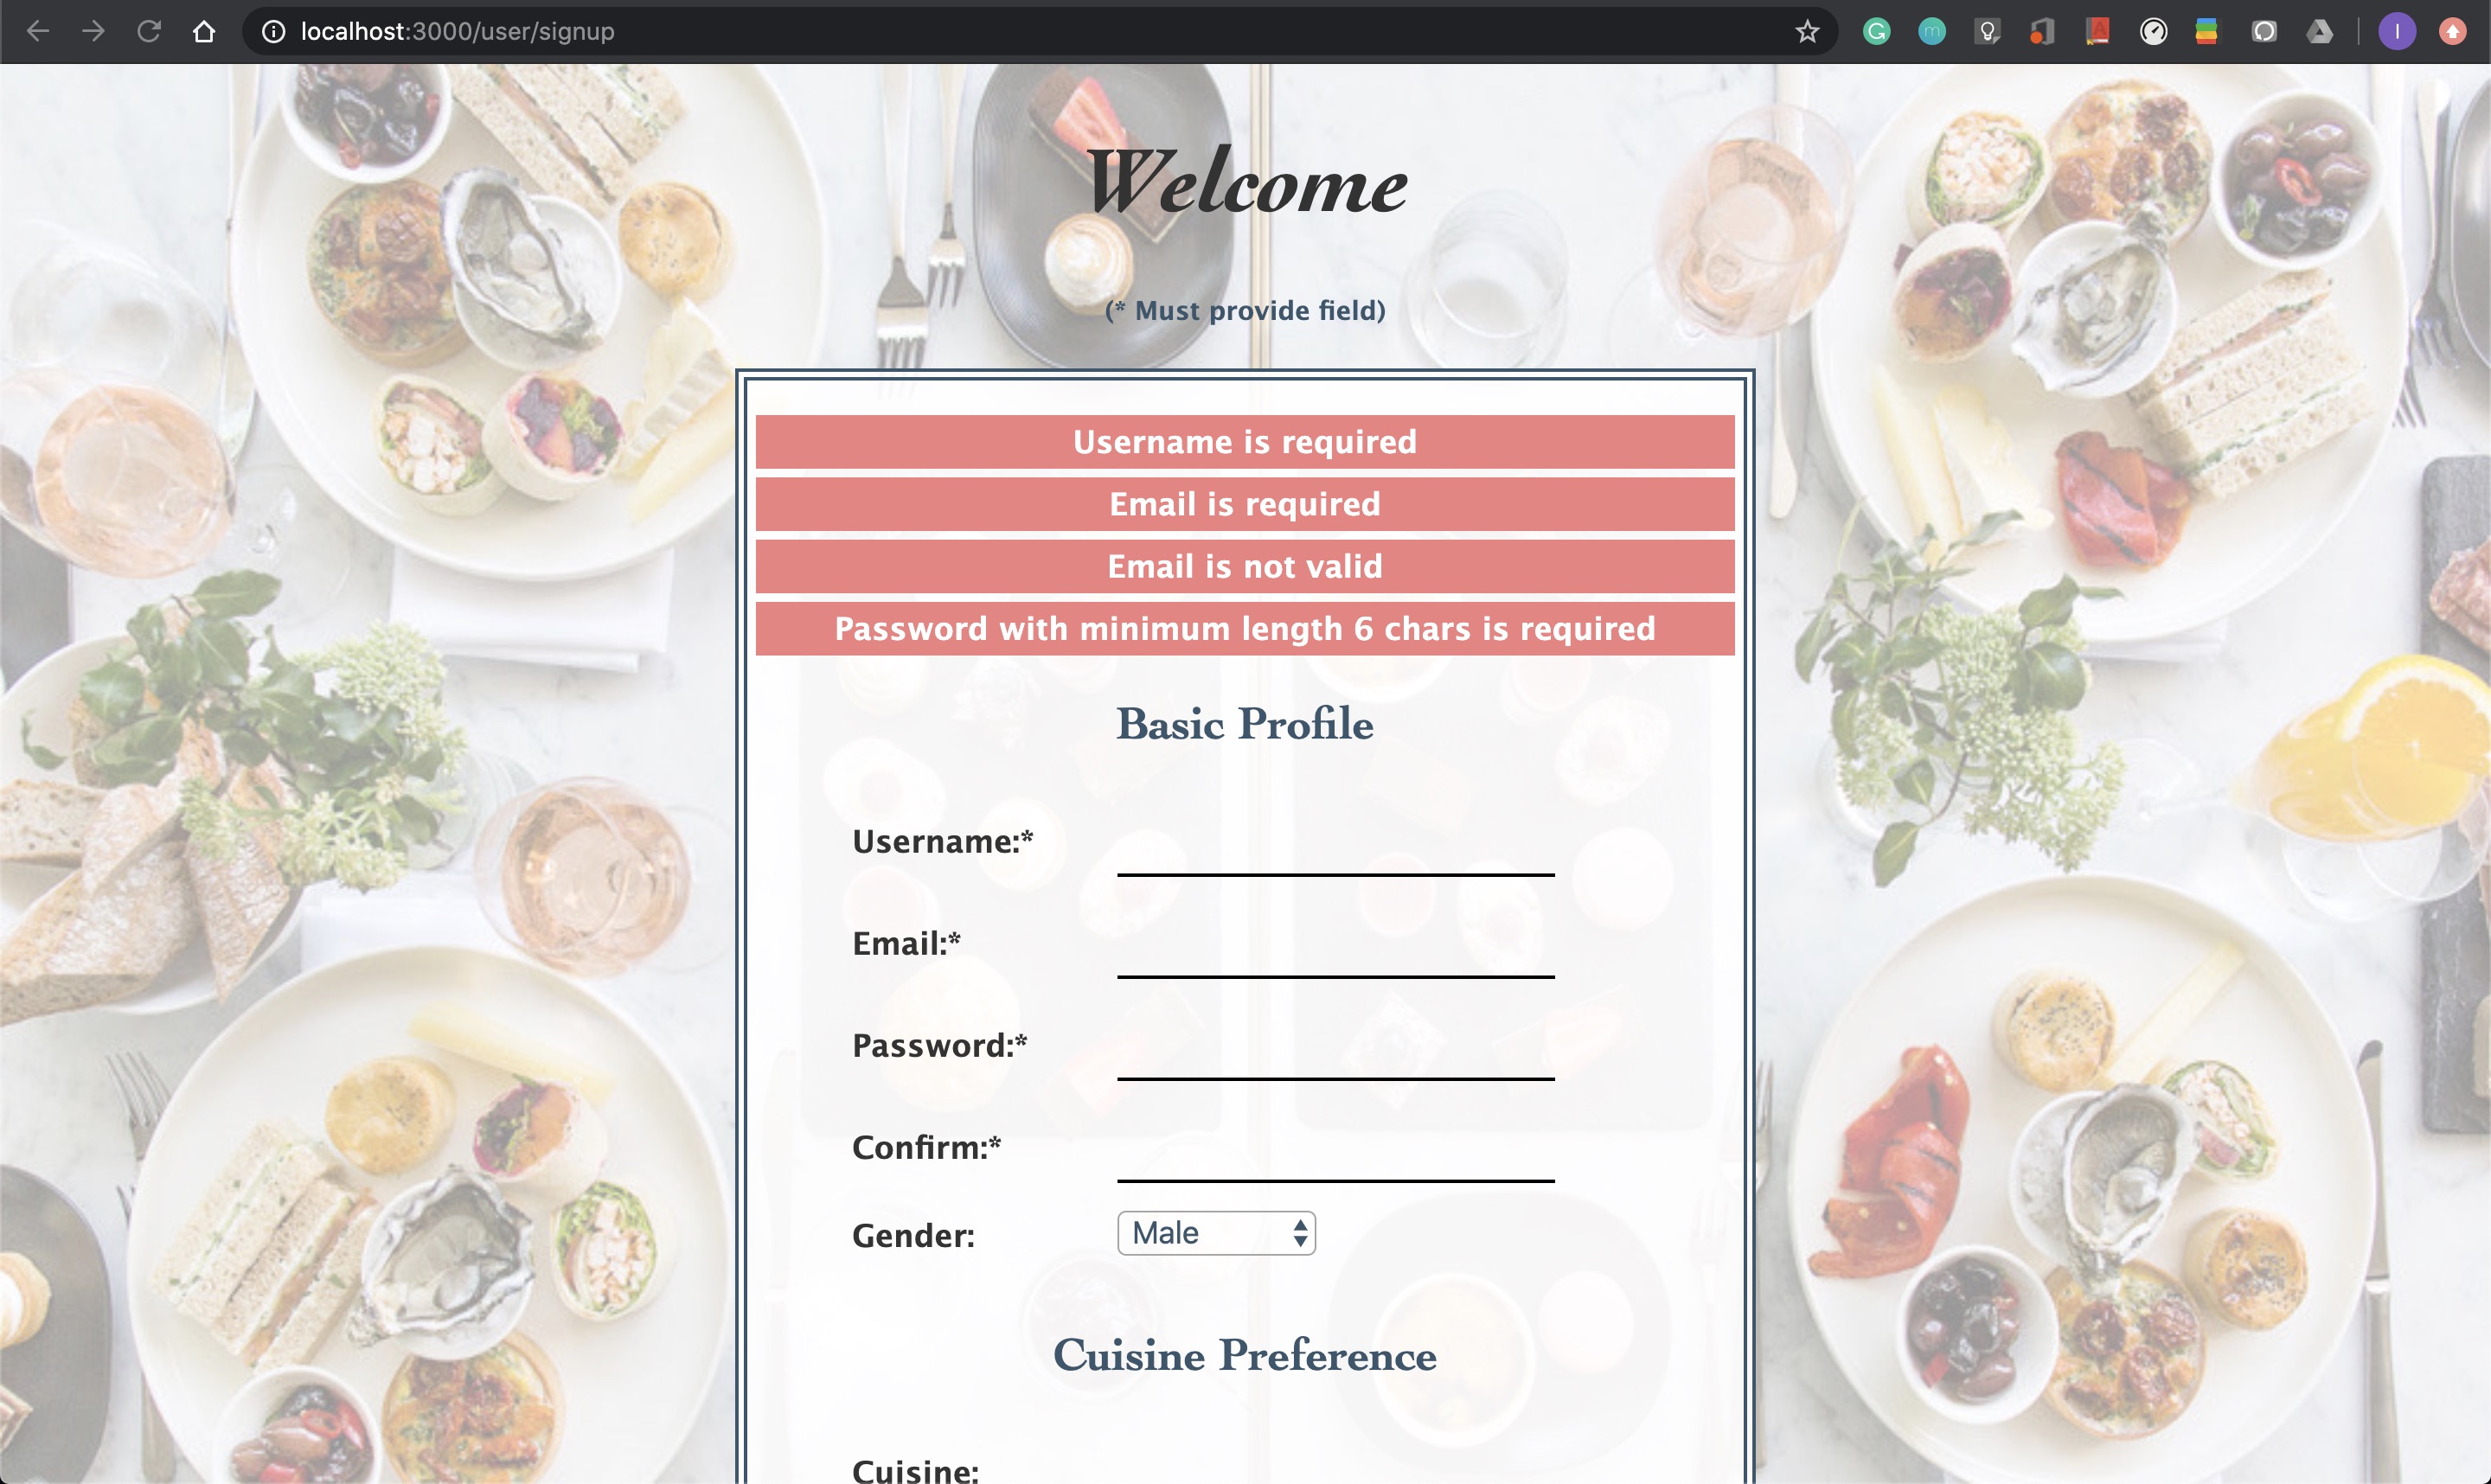 localhost:3000/user/signup
I
Welcome
(* Must provide field)
Username is required
Email is required
Email is not valid
Password with minimum length 6 chars is required
Basic Profile
Username:*
Email:*
Password:*
Confirm:*
Gender: Male
Cuisine Preference
Cuisine: